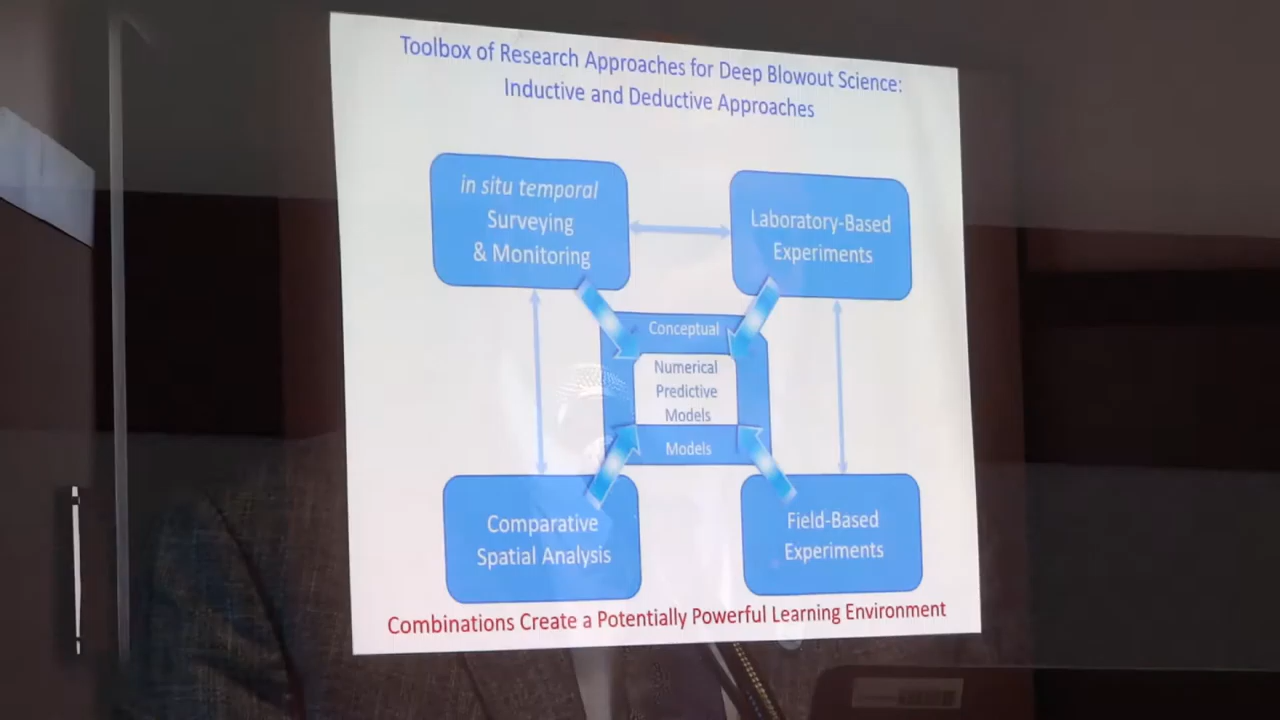 Toolbox of Research Approaches for Deep Blowout Science:
Inductive and Deductive Approaches
in situ temporal
Surveying
& Monitoring
Laboratory-Based
Experiments
Conceptual
Numerical
Predictive
Models
Models
Comparative
Spatial Analysis
Field-Based
Experiments
Combinations Create a Potentially Powerful Learning Environment